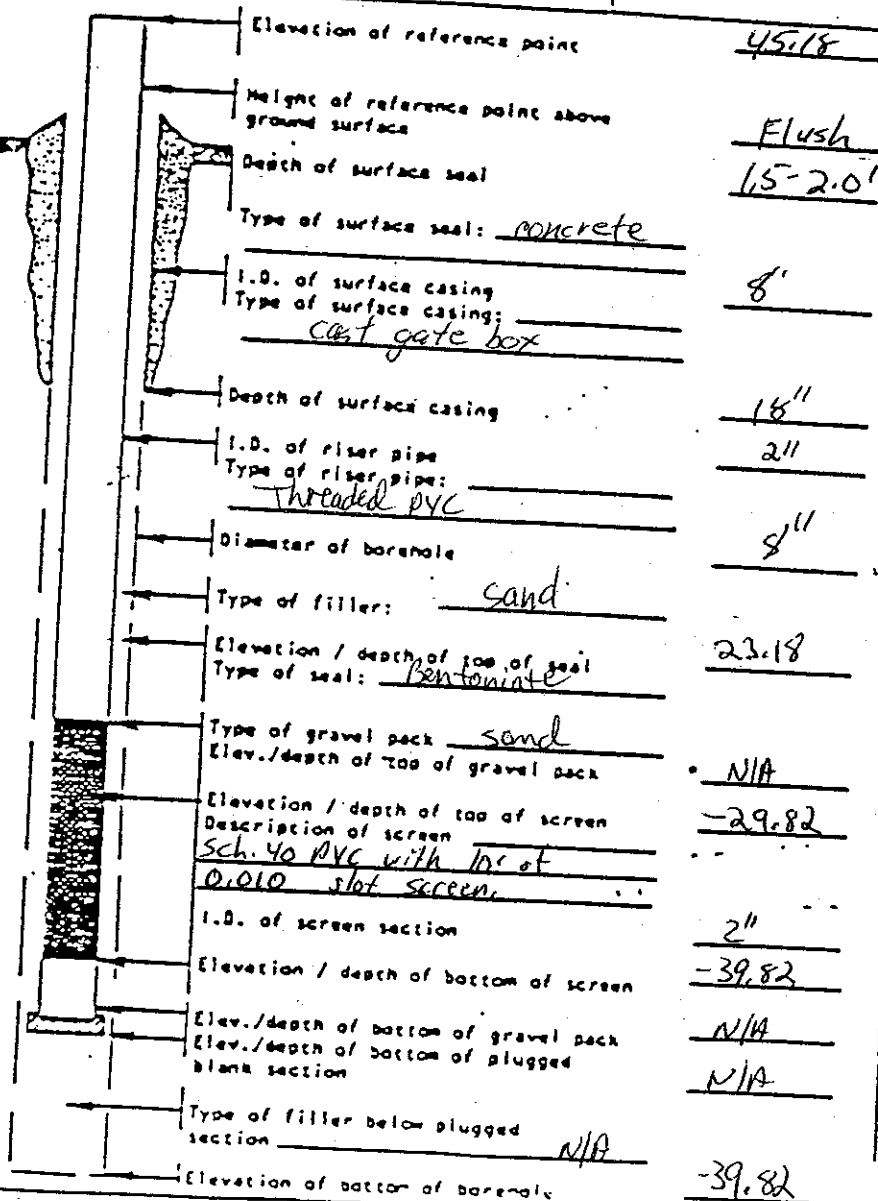 Elevation of reference point 45.18
Height of reference point above
ground surface Flush
Depth of surface seal 1.5-2.0'
Type of surface seal: concrete
I.D. of surface casing 8"
Type of surface casing:
cast gate box
Depth of surface casing 18"
I.D. of riser pipe 2"
Type of riser pipe:
Threaded PVC
Diameter of borehole 8"
Type of filler: Sand
Elevation / depth of top of seal 23.18
Type of seal: Bentoninte
Type of gravel pack sand
Elev./depth of top of gravel pack N/A
Elevation / depth of top of screen -29.82
Description of screen
Sch. 40 PVC with of
0.010 slot screen.
I.D. of screen section 2"
Elevation / depth of bottom of screen -39.82
Elev./depth of bottom of gravel pack N/A
Elev./depth of bottom of plugged
blank section N/A
Type of filler below plugged
section N/A
Elevation of bottom of borehole -39.82